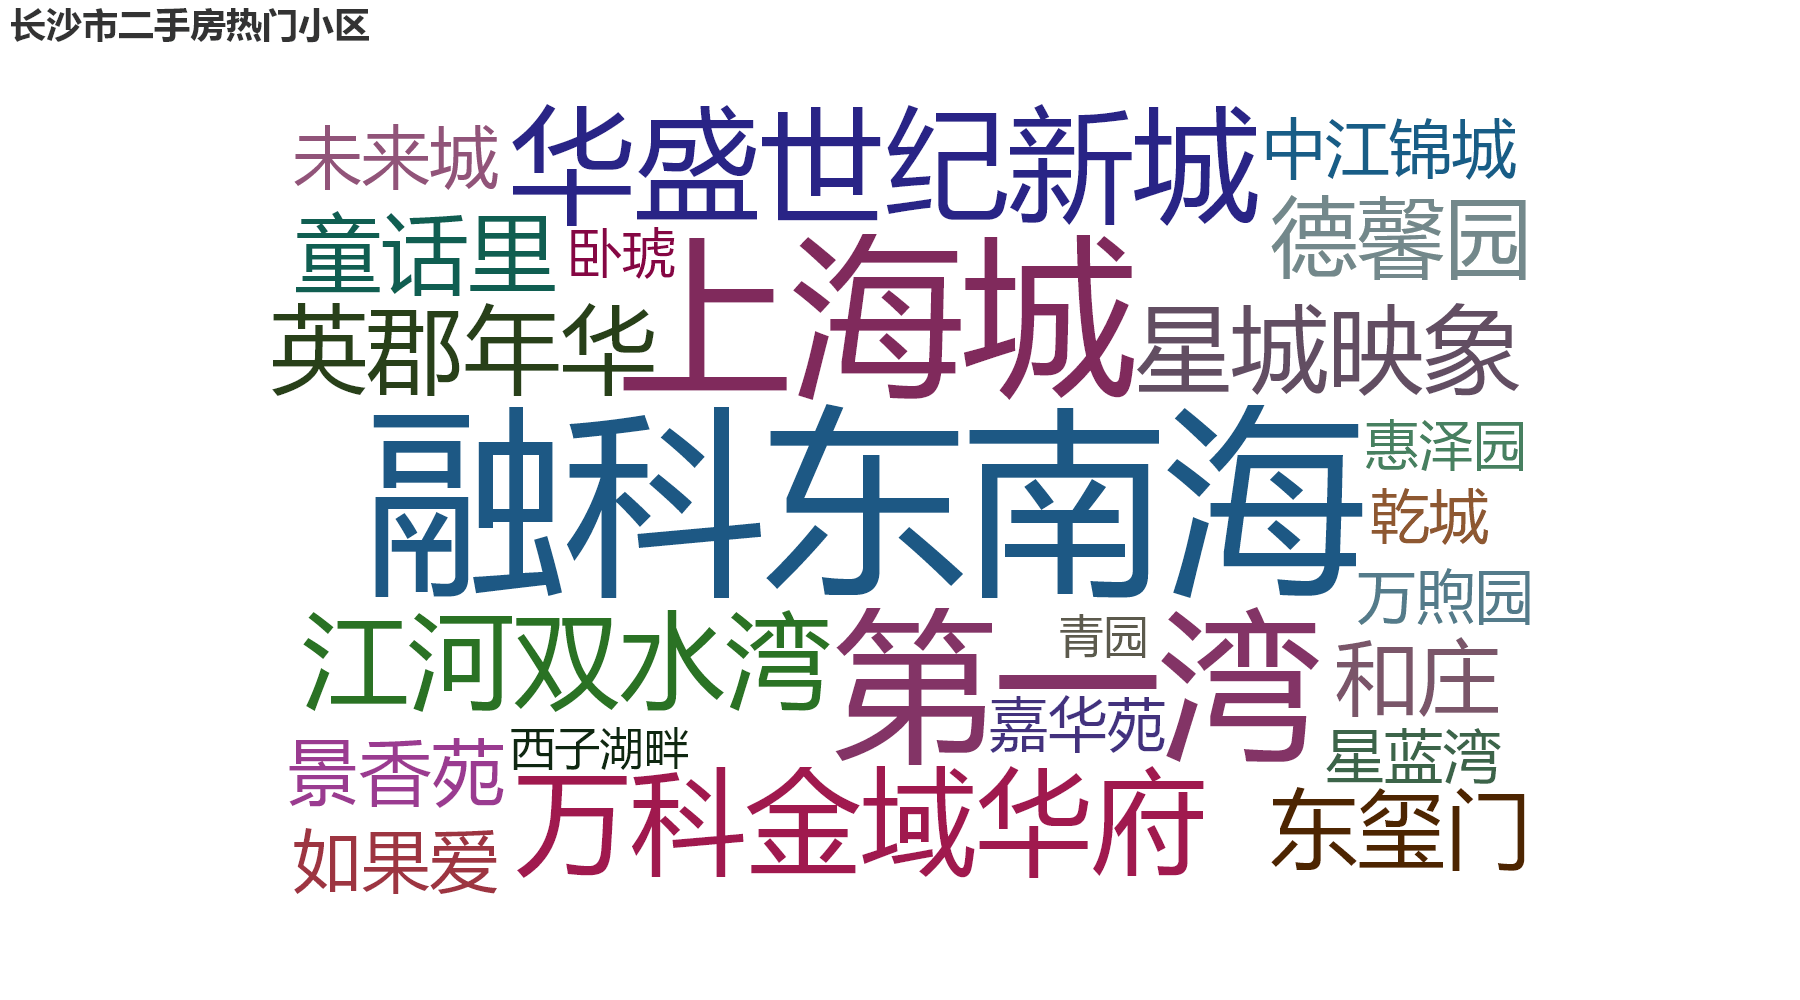 长沙市二手房热门小区
未来城
华盛世纪新城
中江锦城
童话里
卧琥
上海城
德馨园
英郡年华
星城映象
融科东南海
惠泽园
乾城
万煦园
江河双水湾
第一湾
青园
和庄
嘉华苑
景香苑
西子湖畔
星蓝湾
万科金域华府
东玺门
如果爱